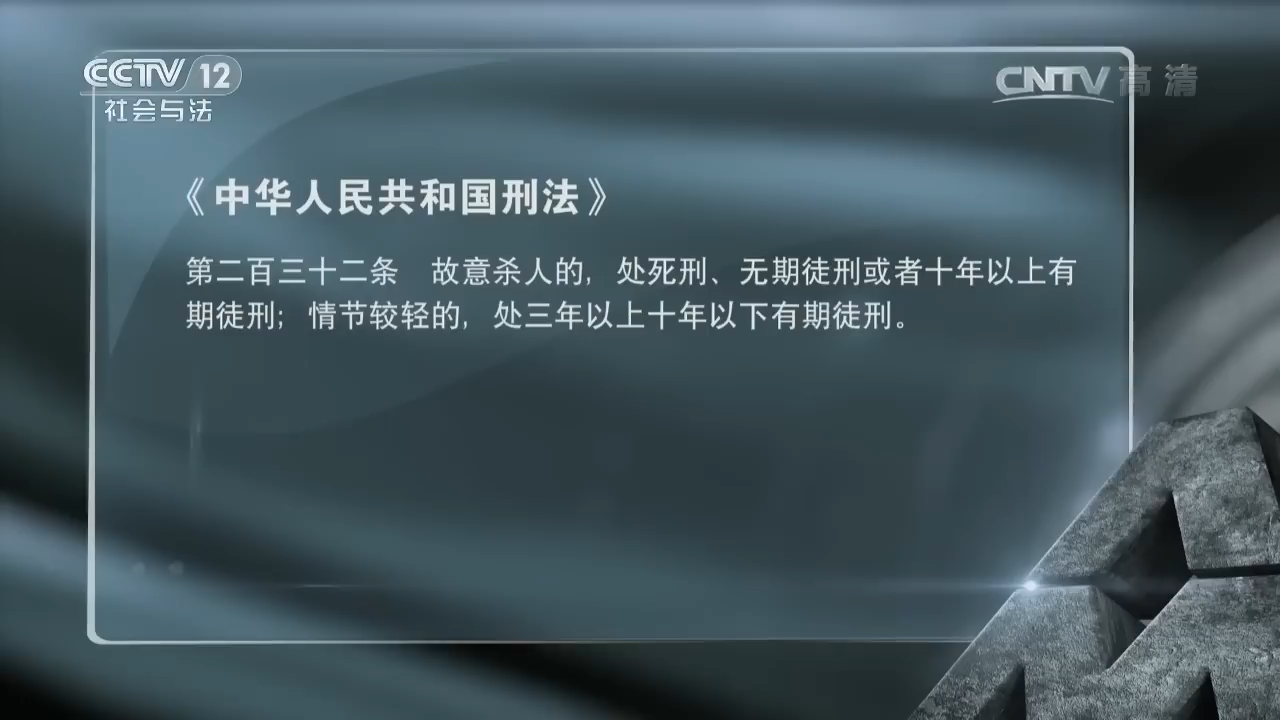 CCTV 12
社会与法
CNTV 高清
《中华人民共和国刑法》
第二百三十二条　故意杀人的，处死刑、无期徒刑或者十年以上有
期徒刑；情节较轻的，处三年以上十年以下有期徒刑。